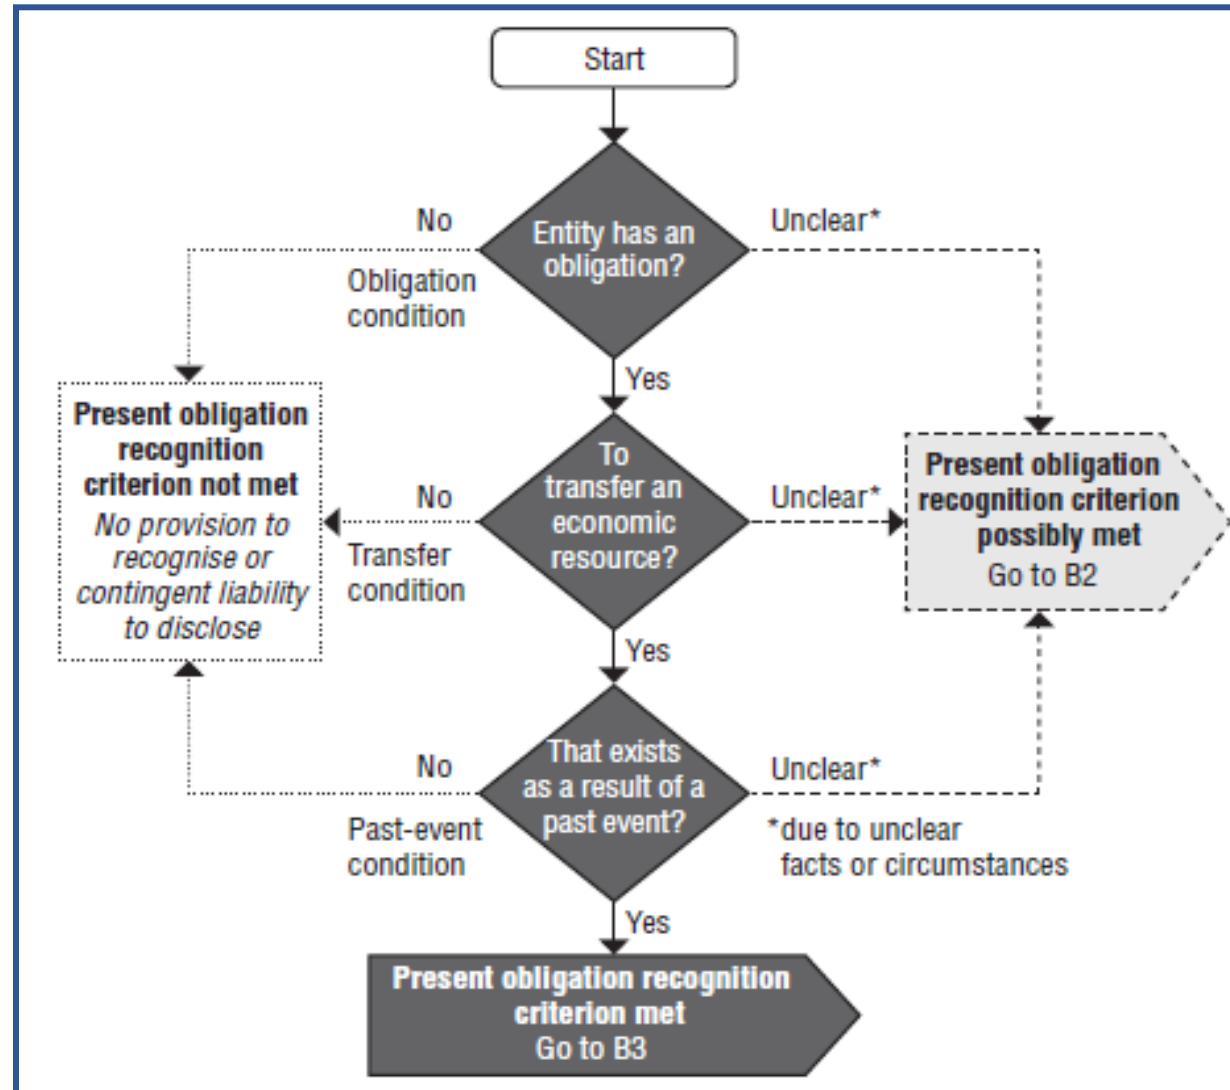 Start
No
Entity has an
obligation?
Unclear*
Obligation
condition
Yes
Present obligation
recognition
criterion not met
No provision to
recognise or
contingent liability
to disclose
No
To
transfer an
economic
resource?
Unclear*
Transfer
condition
Present obligation
recognition criterion
possibly met
Go to B2
Yes
No
That exists
as a result of a
past event?
Unclear*
Past-event
condition
*due to unclear
facts or circumstances
Yes
Present obligation recognition
criterion met
Go to B3